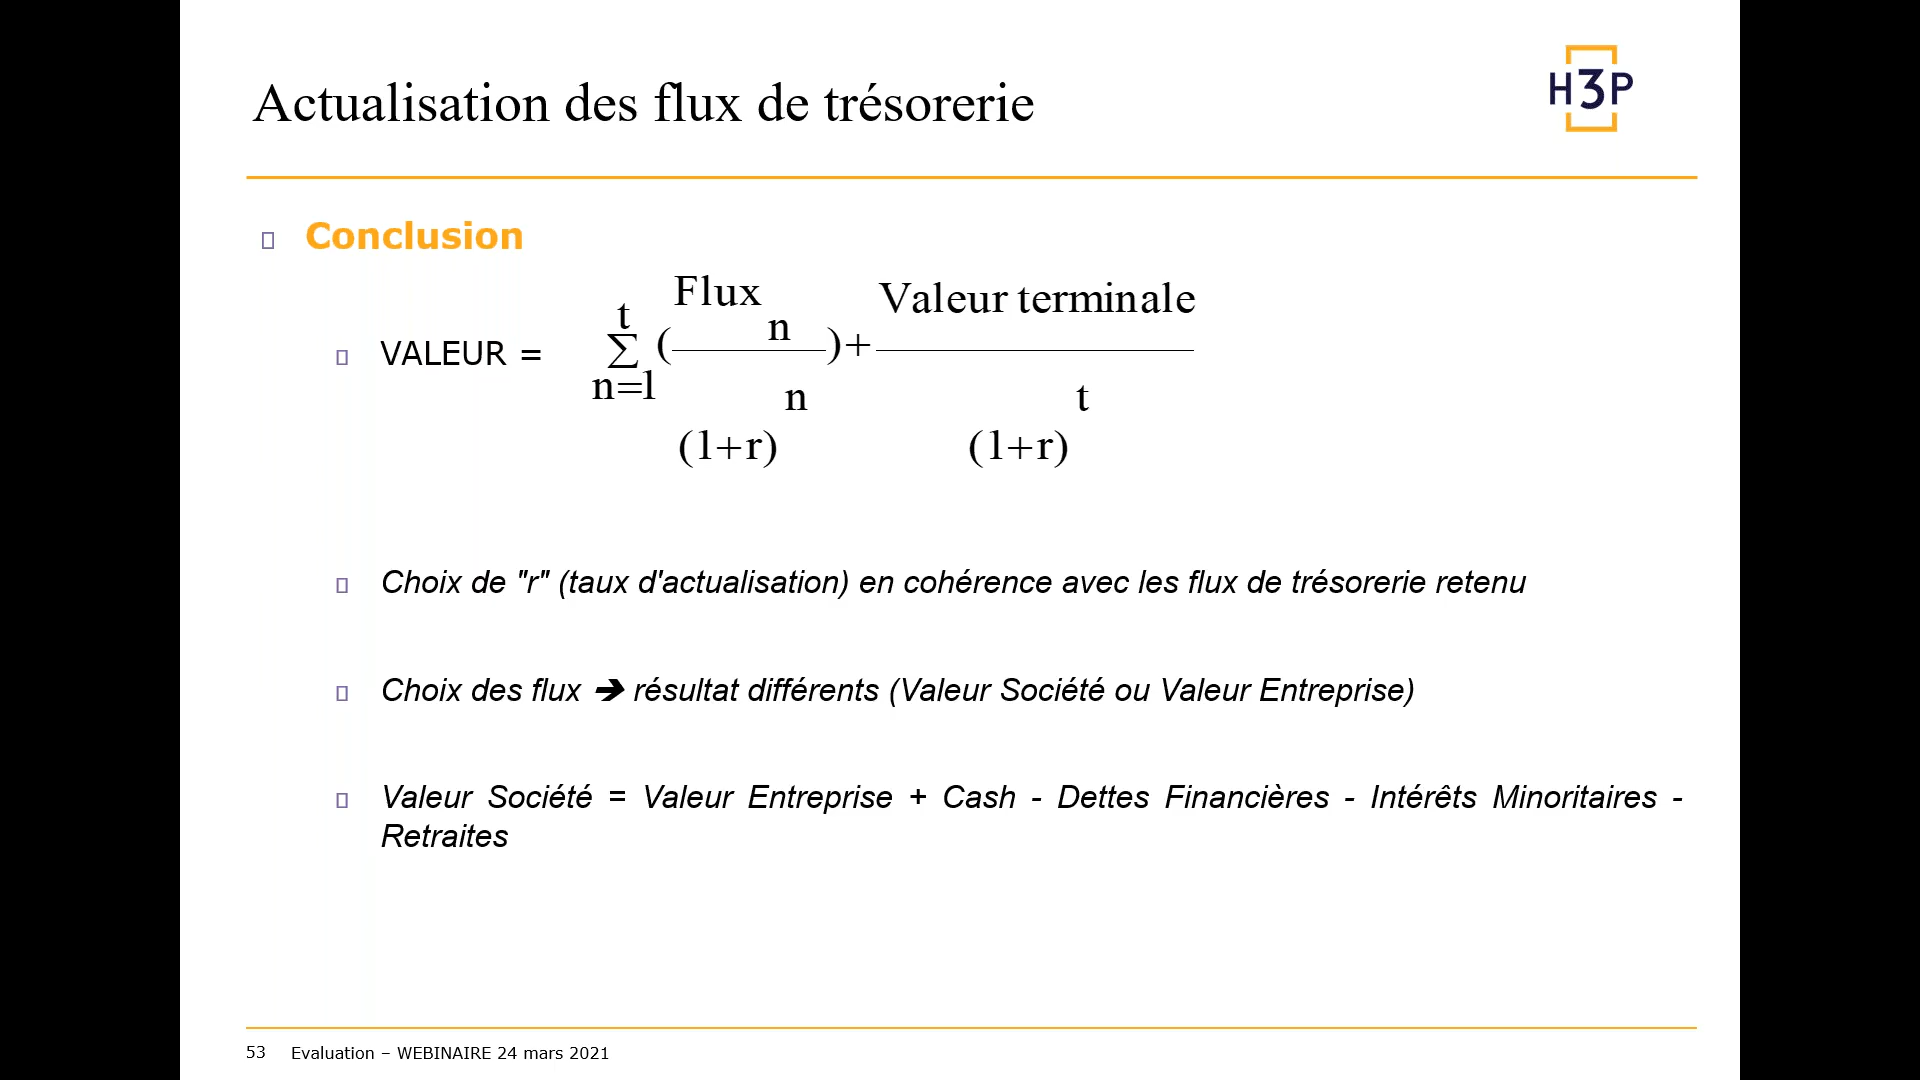 Actualisation des flux de trésorerie
H3P
Conclusion
VALEUR = t Σ n=1 ( Flux n / (1+r) n ) + Valeur terminale / (1+r) t
Choix de "r" (taux d'actualisation) en cohérence avec les flux de trésorerie retenu
Choix des flux ➔ résultat différents (Valeur Société ou Valeur Entreprise)
Valeur Société = Valeur Entreprise + Cash - Dettes Financières - Intérêts Minoritaires -
Retraites
53 Evaluation – WEBINAIRE 24 mars 2021